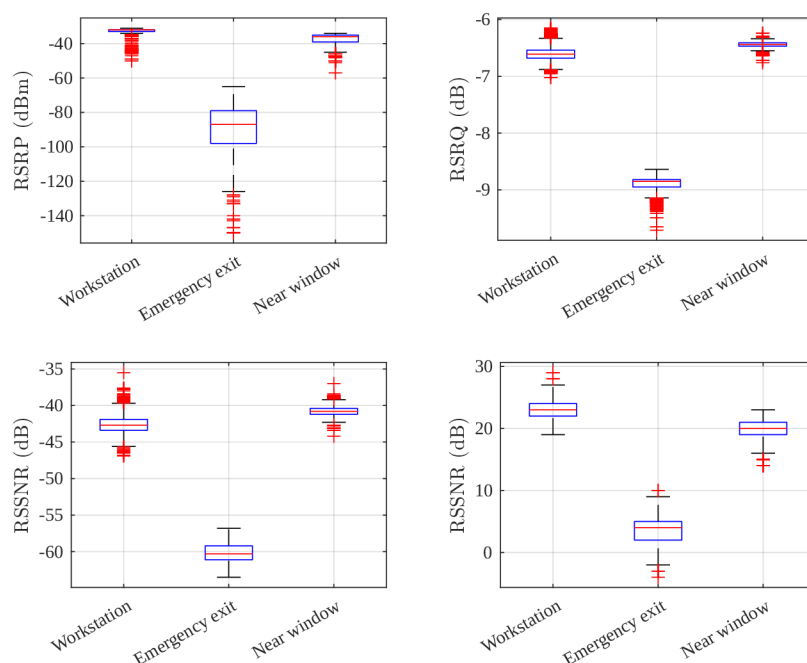 RSRP (dBm)
-40
-60
-80
-100
-120
-140
Workstation
Emergency exit
Near window
RSRQ (dB)
-6
-7
-8
-9
Workstation
Emergency exit
Near window
RSSNR (dB)
-35
-40
-45
-50
-55
-60
Workstation
Emergency exit
Near window
RSSNR (dB)
30
20
10
0
Workstation
Emergency exit
Near window